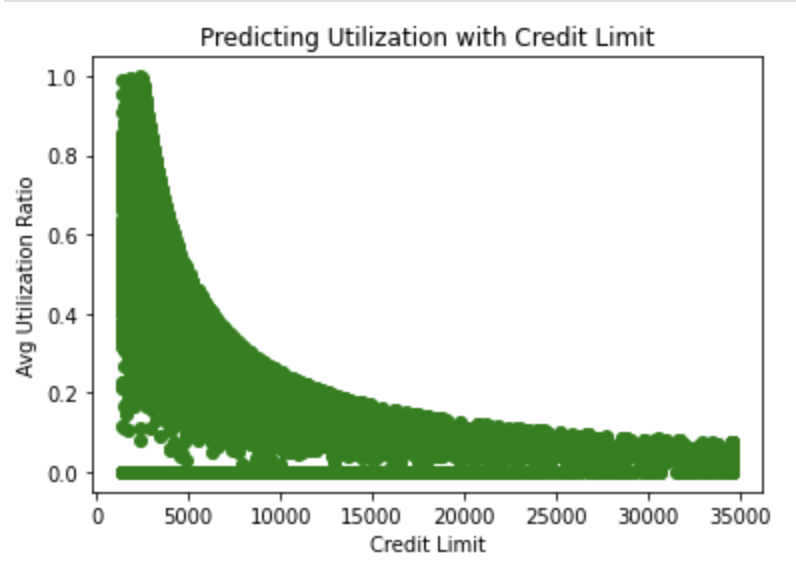 Predicting Utilization with Credit Limit
1.0
0.8
0.6
0.4
0.2
0.0
Avg Utilization Ratio
0 5000 10000 15000 20000 25000 30000 35000
Credit Limit